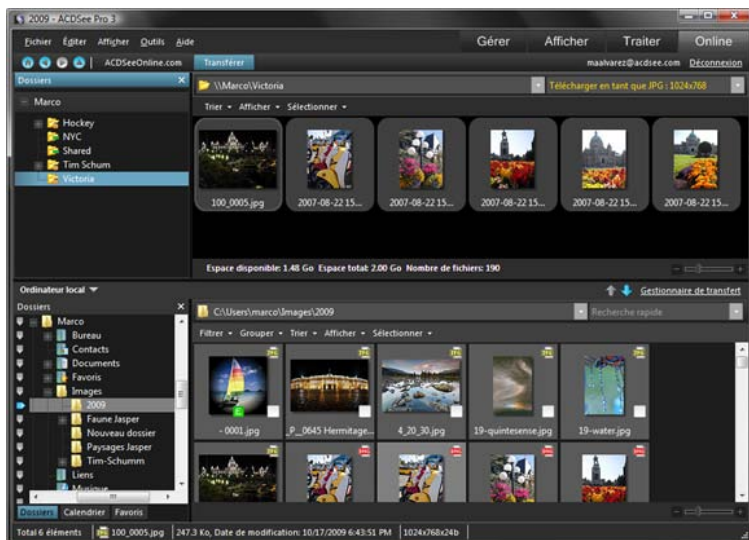 2009 - ACDSee Pro 3
Fichier Éditer Afficher Outils Aide
Gérer Afficher Traiter Online
ACDSeeOnline.com Transférer maalvarez@acdsee.com Déconnexion
Dossiers
Marco
Hockey
NYC
Shared
Tim Schum
Victoria
\\Marco\Victoria
Télécharger en tant que JPG : 1024x768
Trier Afficher Sélectionner
100_0005.jpg 2007-08-22 15... 2007-08-22 15... 2007-08-22 15... 2007-08-22 15... 2007-08-22 15...
Espace disponible: 1.48 Go Espace total: 2.00 Go Nombre de fichiers: 190
Ordinateur local Gestionnaire de transfert
Dossiers
Marco
Bureau
Contacts
Documents
Favoris
Images
2009
Faune Jasper
Nouveau dossier
Paysages Jasper
Tim-Schumm
Liens
Musique
Dossiers Calendrier Favoris
C:\Users\marco\Images\2009 Recherche rapide
Filtrer Grouper Trier Afficher Sélectionner
- 0001.jpg _P__0645 Hermitage... 4_20_30.jpg 19-quintesense.jpg 19-water.jpg
Total 6 éléments 100_0005.jpg 247.3 Ko, Date de modification: 10/17/2009 6:43:51 PM 1024x768x24b